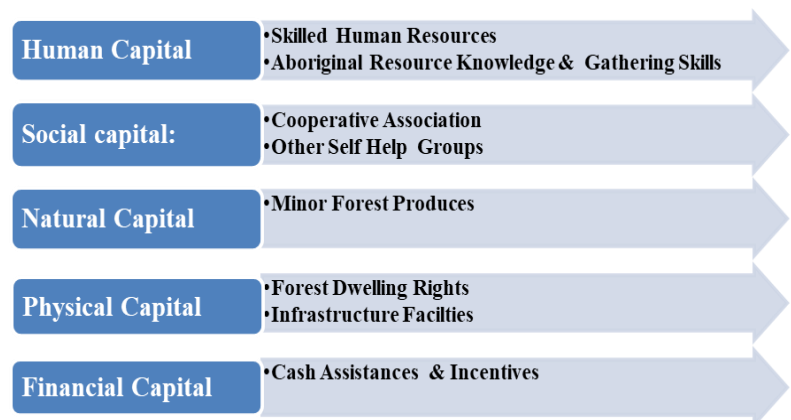 Human Capital
•Skilled Human Resources
•Aboriginal Resource Knowledge & Gathering Skills
Social capital:
•Cooperative Association
•Other Self Help Groups
Natural Capital
•Minor Forest Produces
Physical Capital
•Forest Dwelling Rights
•Infrastructure Facilties
Financial Capital
•Cash Assistances & Incentives